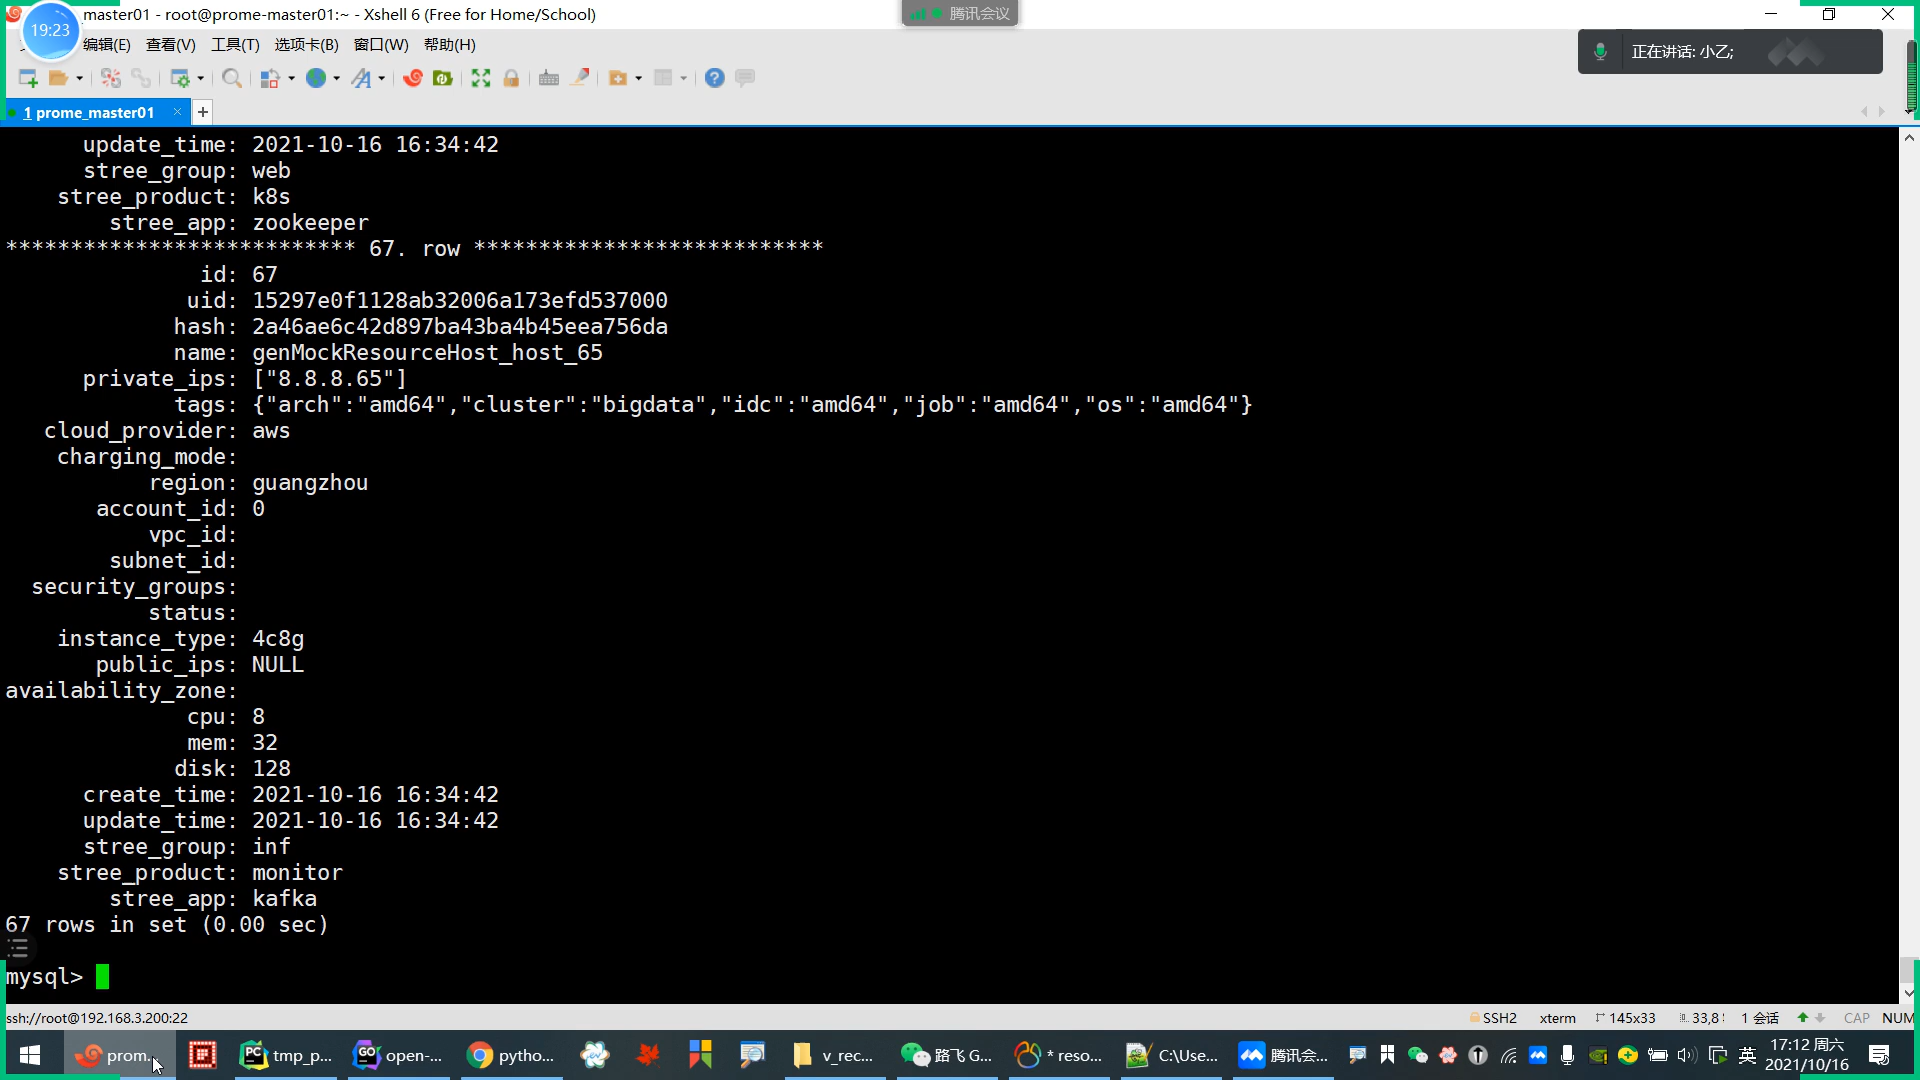 master01 - root@prome-master01:~ - Xshell 6 (Free for Home/School)
腾讯会议
19:23
编辑(E) 查看(V) 工具(T) 选项卡(B) 窗口(W) 帮助(H)
正在讲话: 小乙;
1 prome_master01
update_time: 2021-10-16 16:34:42
stree_group: web
stree_product: k8s
stree_app: zookeeper
*************************** 67. row ***************************
id: 67
uid: 15297e0f1128ab32006a173efd537000
hash: 2a46ae6c42d897ba43ba4b45eea756da
name: genMockResourceHost_host_65
private_ips: ["8.8.8.65"]
tags: {"arch":"amd64","cluster":"bigdata","idc":"amd64","job":"amd64","os":"amd64"}
cloud_provider: aws
charging_mode:
region: guangzhou
account_id: 0
vpc_id:
subnet_id:
security_groups:
status:
instance_type: 4c8g
public_ips: NULL
availability_zone:
cpu: 8
mem: 32
disk: 128
create_time: 2021-10-16 16:34:42
update_time: 2021-10-16 16:34:42
stree_group: inf
stree_product: monitor
stree_app: kafka
67 rows in set (0.00 sec)
mysql>
ssh://root@192.168.3.200:22 SSH2 xterm 145x33 33,8 1 会话 CAP NUM
prom... tmp_p... open-... pytho... v_rec... 路飞 G... * reso... C:\Use... 腾讯会... 英 17:12 周六
2021/10/16